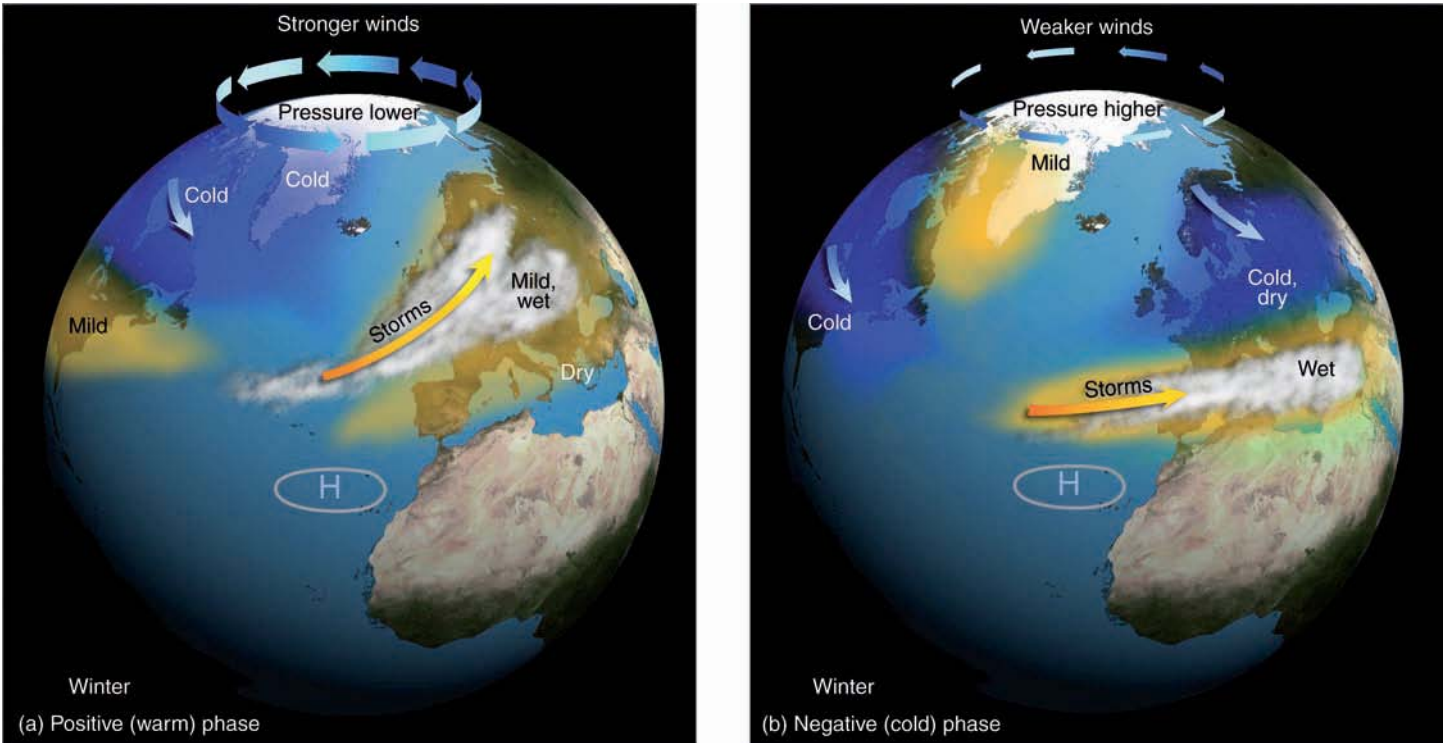 Stronger winds
Pressure lower
Cold
Cold
Mild
Storms
Mild,
wet
Dry
H
Winter
(a) Positive (warm) phase
Weaker winds
Pressure higher
Mild
Cold
Cold,
dry
Storms
Wet
H
Winter
(b) Negative (cold) phase